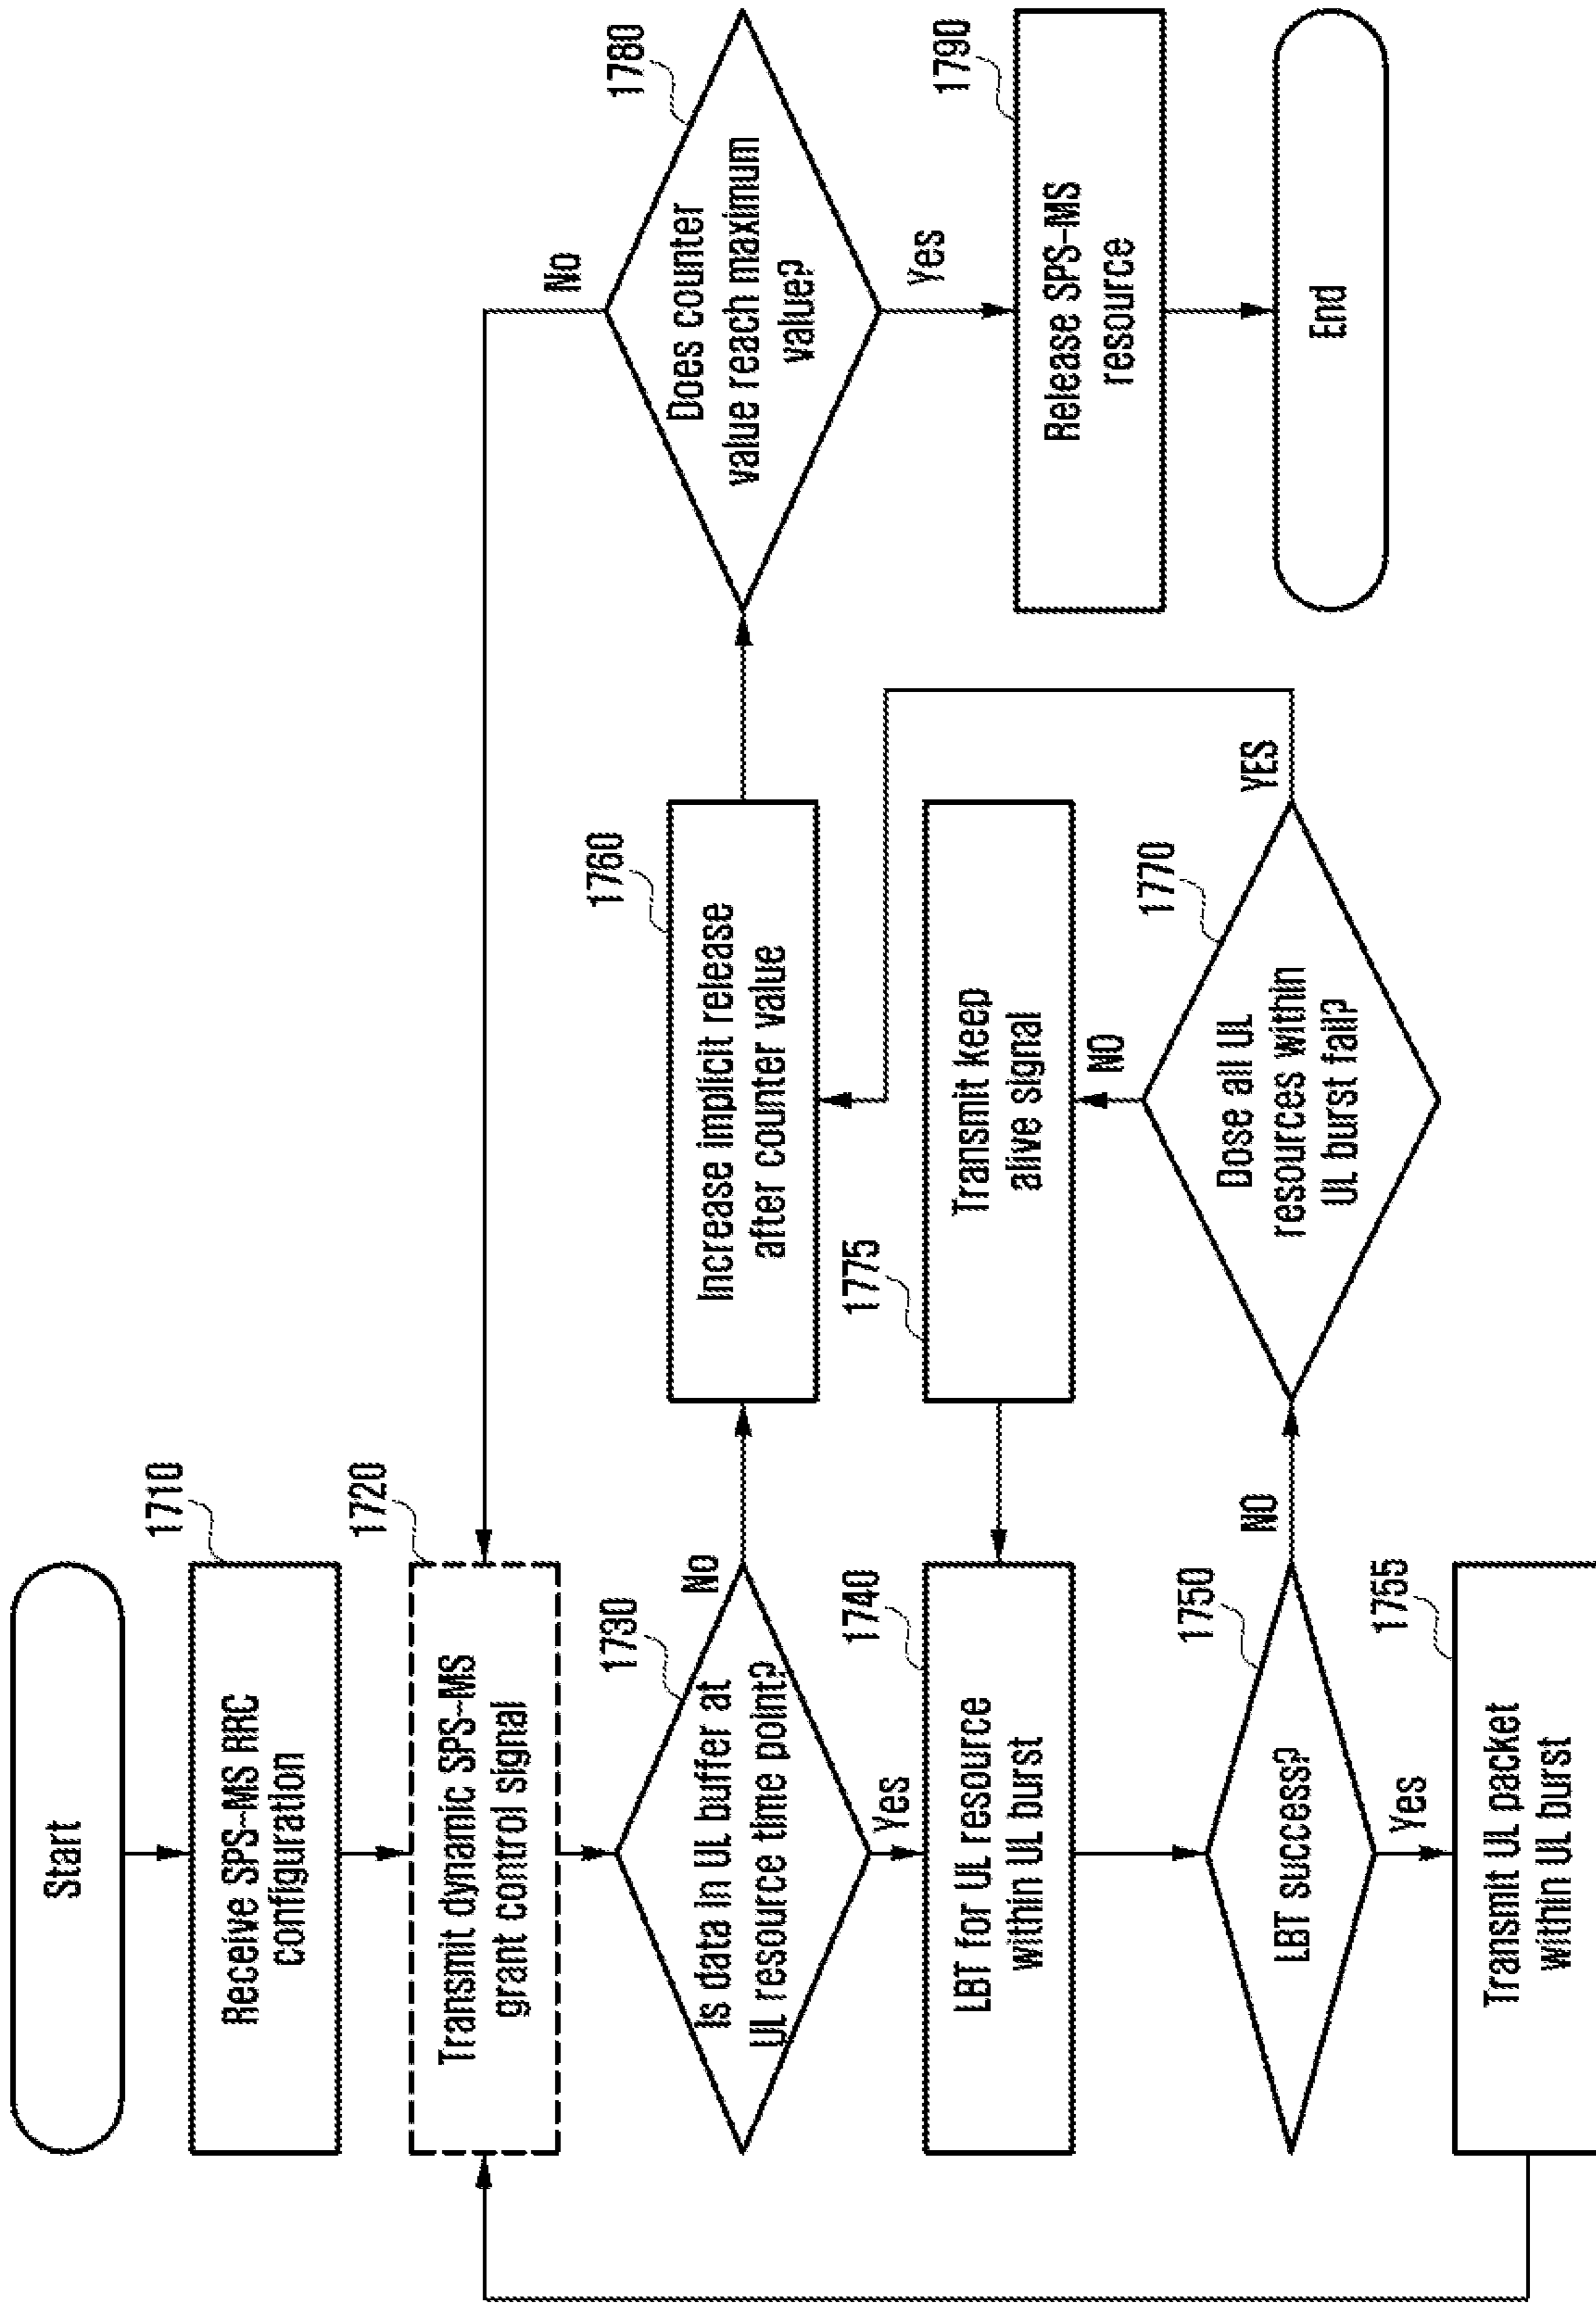 Start
1710
Receive SPS-MS RRC
configuration
1720
Transmit dynamic SPS-MS
grant control signal
1730
Is data in UL buffer at
UL resource time point?
No
Yes
1740
LBT for UL resource
within UL burst
1750
LBT success?
NO
Yes
1755
Transmit UL packet
within UL burst
1760
Increase implicit release
after counter value
1775
Transmit keep
alive signal
NO
1770
Dose all UL
resources within
UL burst fail?
YES
1780
Does counter
value reach maximum
value?
No
Yes
1790
Release SPS-MS
resource
End